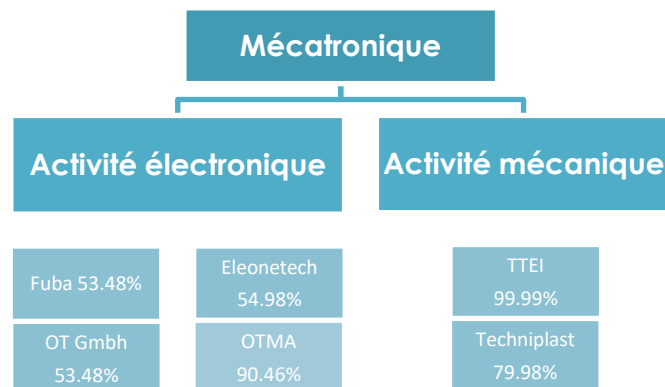 Mécatronique
Activité électronique
Activité mécanique
Fuba 53.48%
Eleonetech
54.98%
TTEI
99.99%
OT Gmbh
53.48%
OTMA
90.46%
Techniplast
79.98%